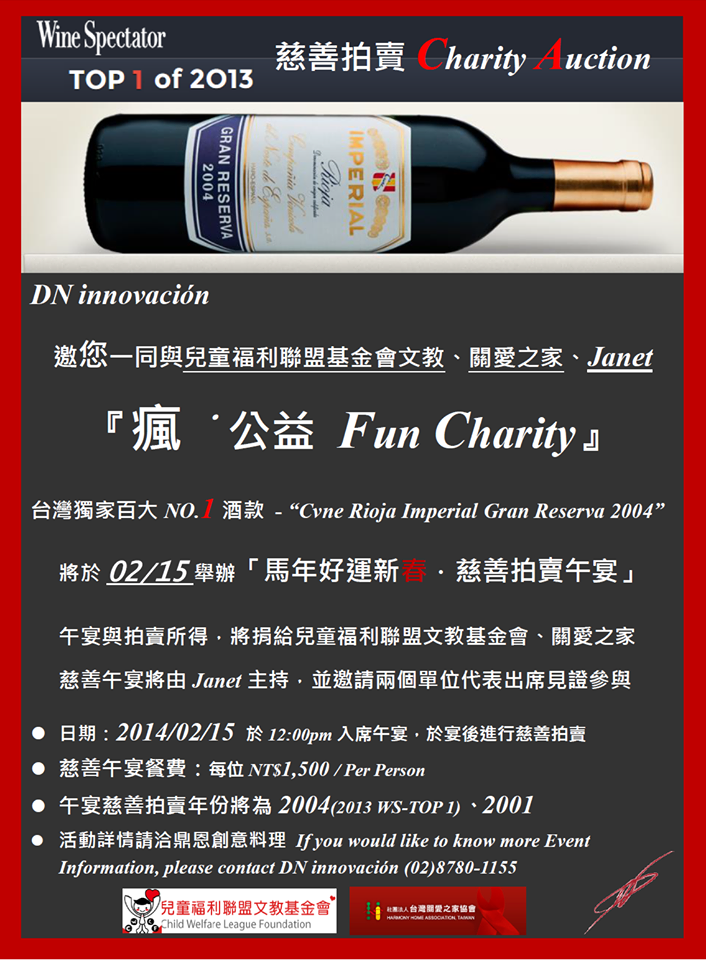 Wine Spectator
TOP 1 of 2013
慈善拍賣 Charity Auction
GRAN RESERVA
2004
Compañía Vinícola
del Norte de España, S.A.
Rioja
IMPERIAL
DN innovación
邀您一同與兒童福利聯盟基金會文教、關愛之家、Janet
『瘋˙公益 Fun Charity』
台灣獨家百大 NO.1 酒款 - “Cvne Rioja Imperial Gran Reserva 2004”
將於 02/15 舉辦「馬年好運新春．慈善拍賣午宴」
午宴與拍賣所得，將捐給兒童福利聯盟文教基金會、關愛之家
慈善午宴將由 Janet 主持，並邀請兩個單位代表出席見證參與
● 日期：2014/02/15 於 12:00pm 入席午宴，於宴後進行慈善拍賣
● 慈善午宴餐費：每位 NT$1,500 / Per Person
● 午宴慈善拍賣年份將為 2004(2013 WS-TOP 1)、2001
● 活動詳情請洽鼎恩創意料理 If you would like to know more Event
Information, please contact DN innovación (02)8780-1155
兒童福利聯盟文教基金會
Child Welfare League Foundation
社團法人台灣關愛之家協會
HARMONY HOME ASSOCIATION, TAIWAN